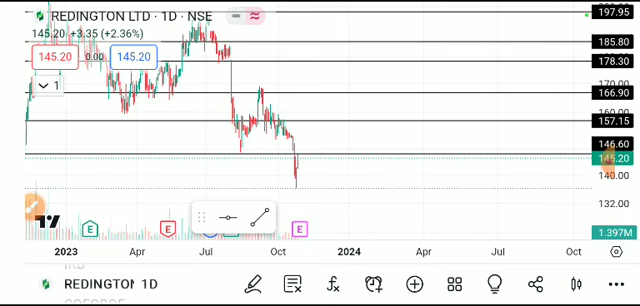 REDINGTON LTD · 1D · NSE
197.95
145.20 +3.35 (+2.36%)
185.80
145.20 0.00 145.20
178.30
1
170.00
166.90
160.00
157.15
146.60
145.20
140.00
132.00
E E E
1.397M
2023 Apr Jul Oct 2024 Apr Jul Oct
REDINGTON 1D